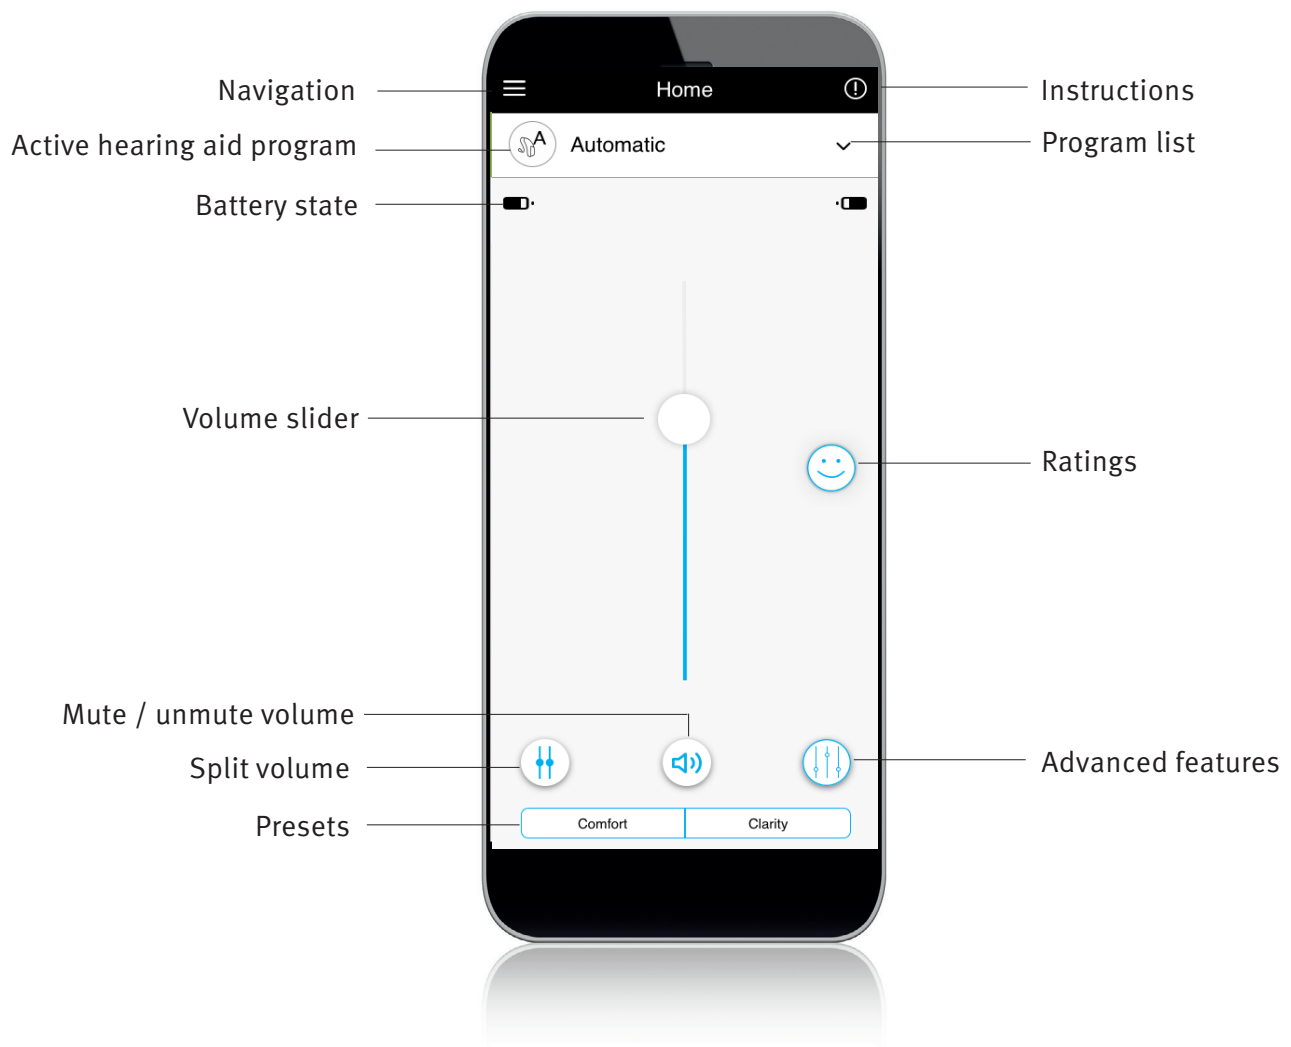 Navigation
Home
Instructions
Active hearing aid program
A
Automatic
Program list
Battery state
Volume slider
Ratings
Mute / unmute volume
Split volume
Advanced features
Presets
Comfort
Clarity